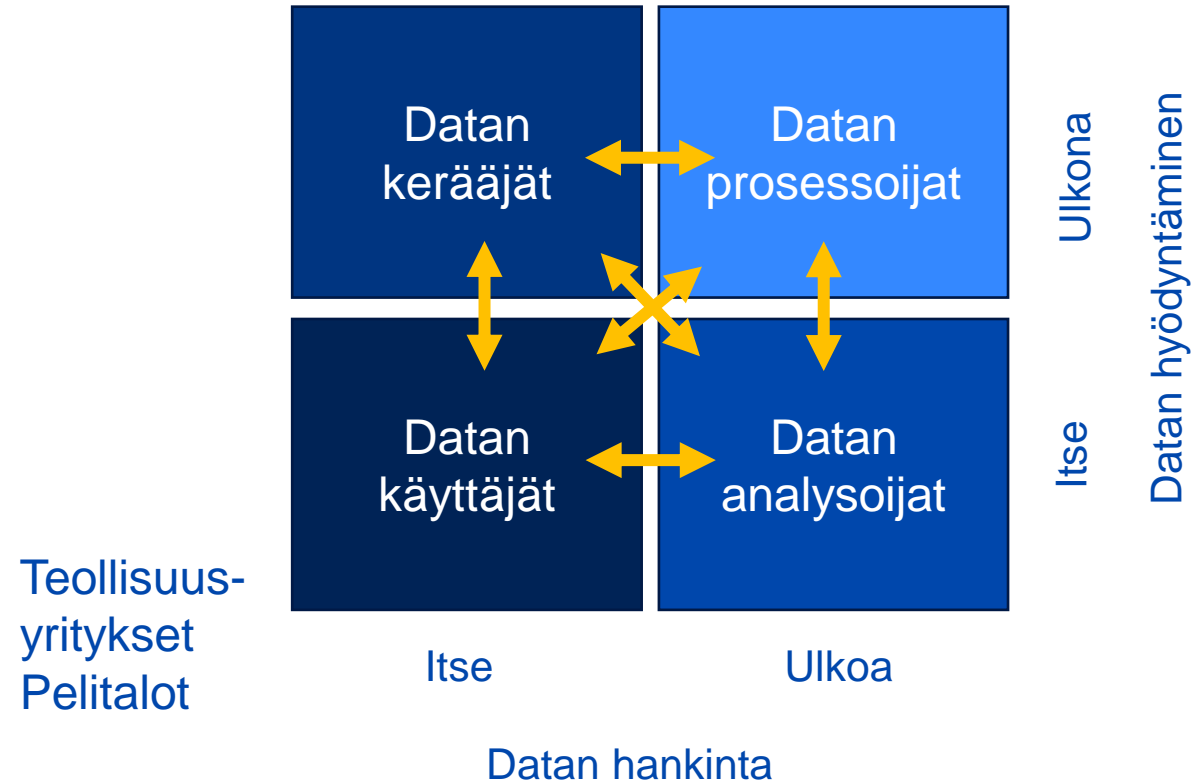 Datan
kerääjät
Datan
prosessoijat
Ulkona
Datan hyödyntäminen
Datan
käyttäjät
Datan
analysoijat
Itse
Teollisuus-
yritykset
Pelitalot
Itse
Ulkoa
Datan hankinta